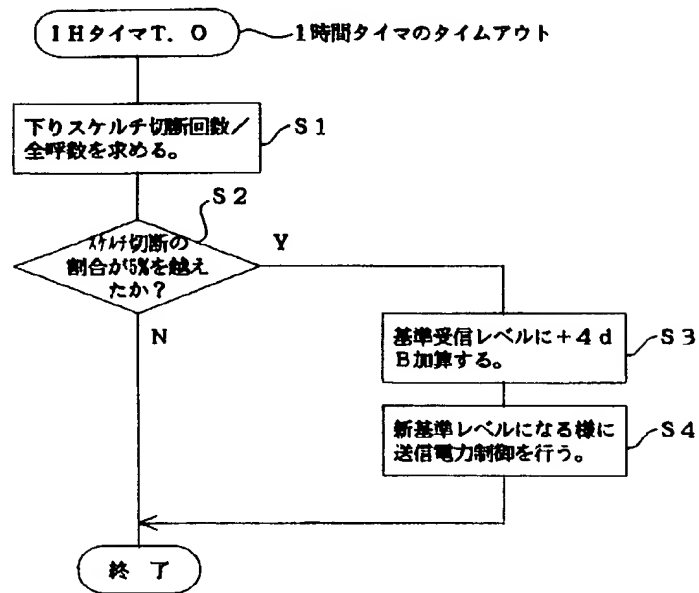 1HタイマT.O
1時間タイマのタイムアウト
下りスケルチ切断回数/
全呼数を求める。
S1
S2
スケルチ切断の
割合が5%を越え
たか?
Y
N
基準受信レベルに+4d
B加算する。
S3
新基準レベルになる様に
送信電力制御を行う。
S4
終 了